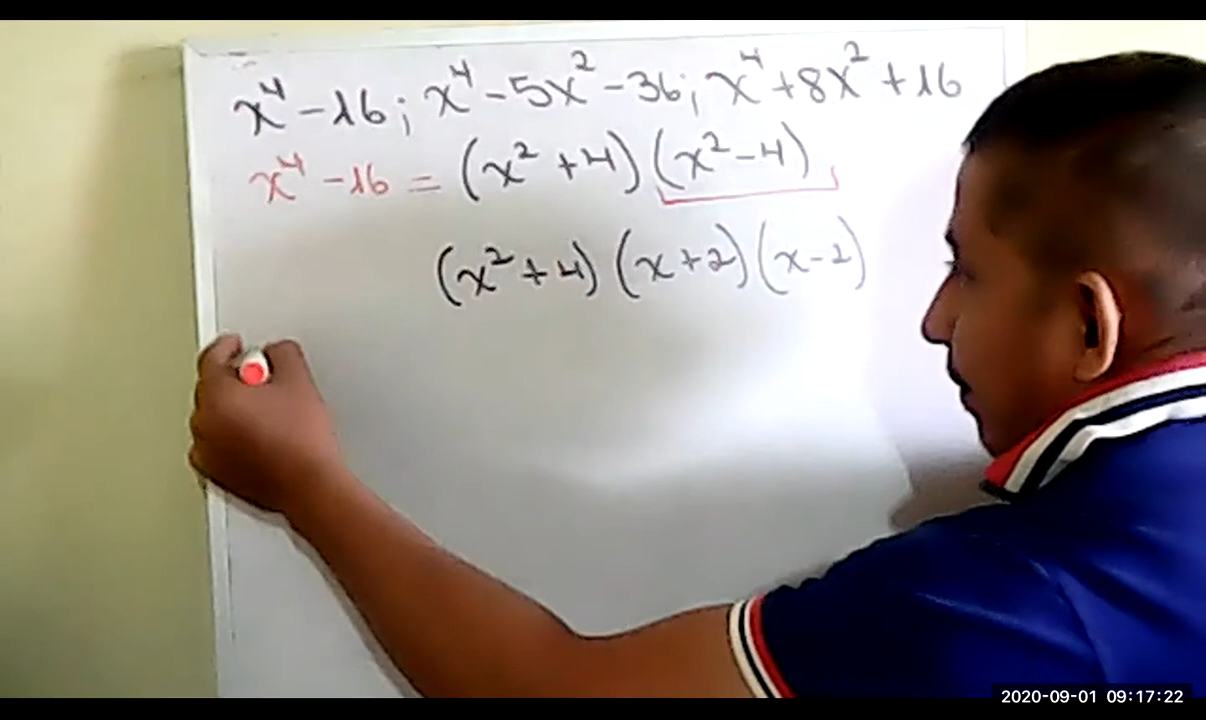 x⁴-16; x⁴-5x²-36; x⁴+8x²+16
x⁴-16 = (x²+4)(x²-4)
(x²+4)(x+2)(x-2)
2020-09-01 09:17:22